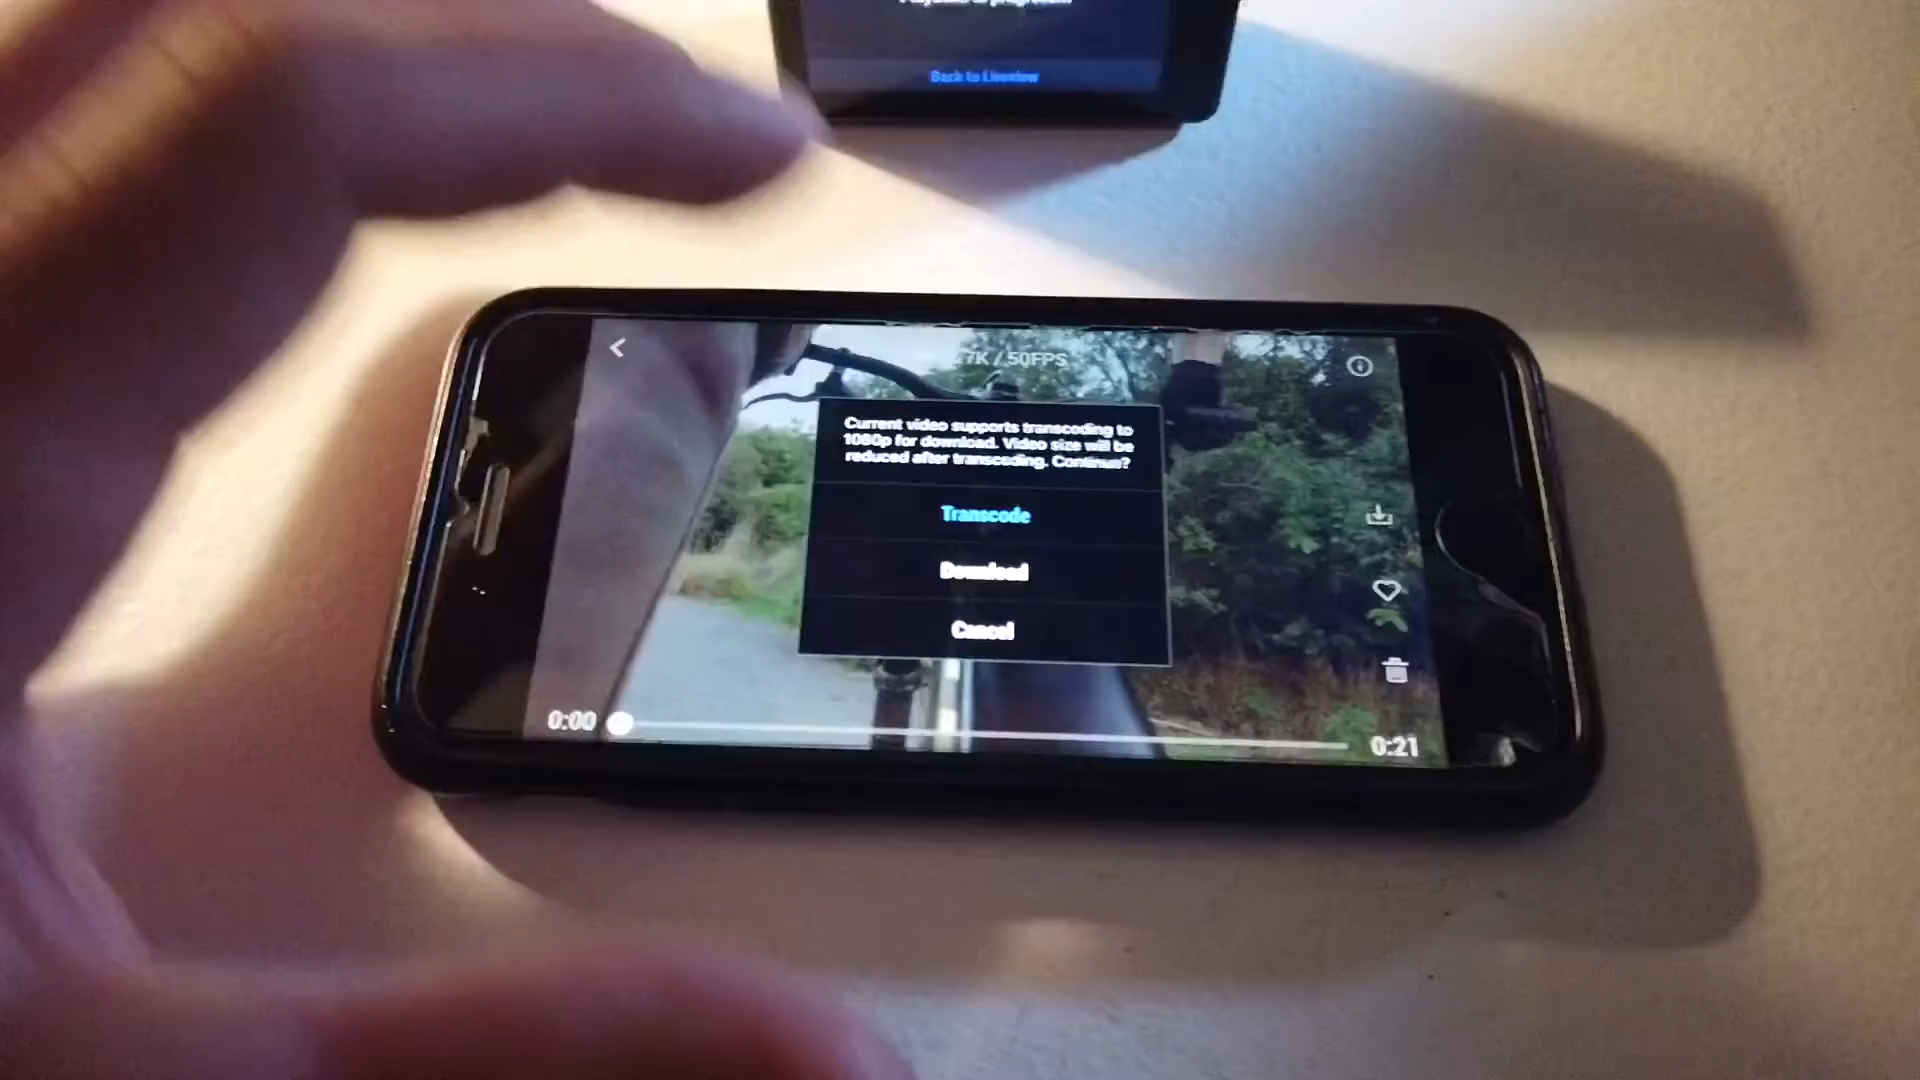 Back to Liveview
7K / 50FPS
Current video supports transcoding to
1080p for download. Video size will be
reduced after transcoding. Continue?
Transcode
Download
Cancel
0:00
0:21